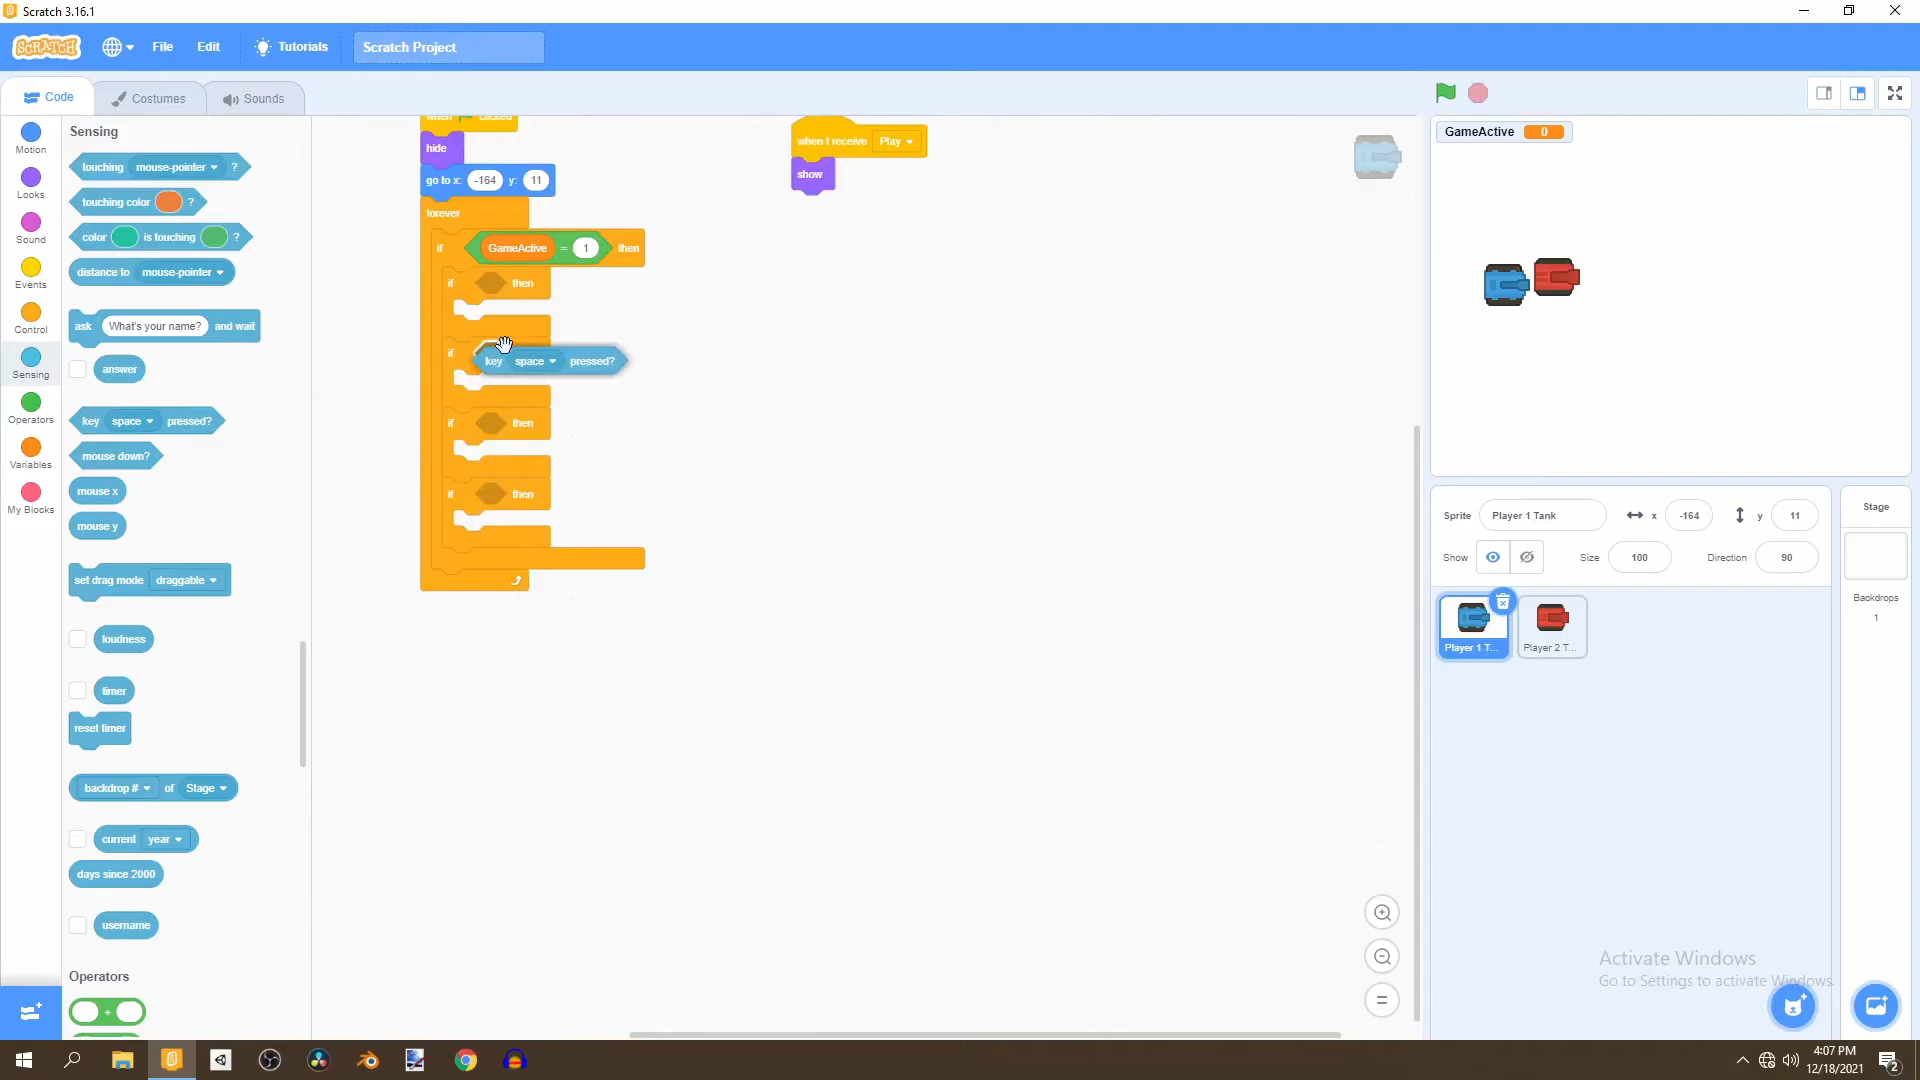 Scratch 3.16.1
SCRATCH
File
Edit
Tutorials
Scratch Project
Code
Costumes
Sounds
Motion
Looks
Sound
Events
Control
Sensing
Operators
Variables
My Blocks
Sensing
touching mouse-pointer ?
touching color ?
color is touching ?
distance to mouse-pointer
ask What's your name? and wait
answer
key space pressed?
mouse down?
mouse x
mouse y
set drag mode draggable
loudness
timer
reset timer
backdrop # of Stage
current year
days since 2000
username
Operators
+
when clicked
hide
go to x: -164 y: 11
forever
if GameActive = 1 then
if then
if key space pressed?
if then
if then
when I receive Play
show
GameActive 0
Sprite Player 1 Tank x -164 y 11
Show Size 100 Direction 90
Player 1 T...
Player 2 T...
Stage
Backdrops
1
Activate Windows
Go to Settings to activate Windows.
4:07 PM
12/18/2021
2